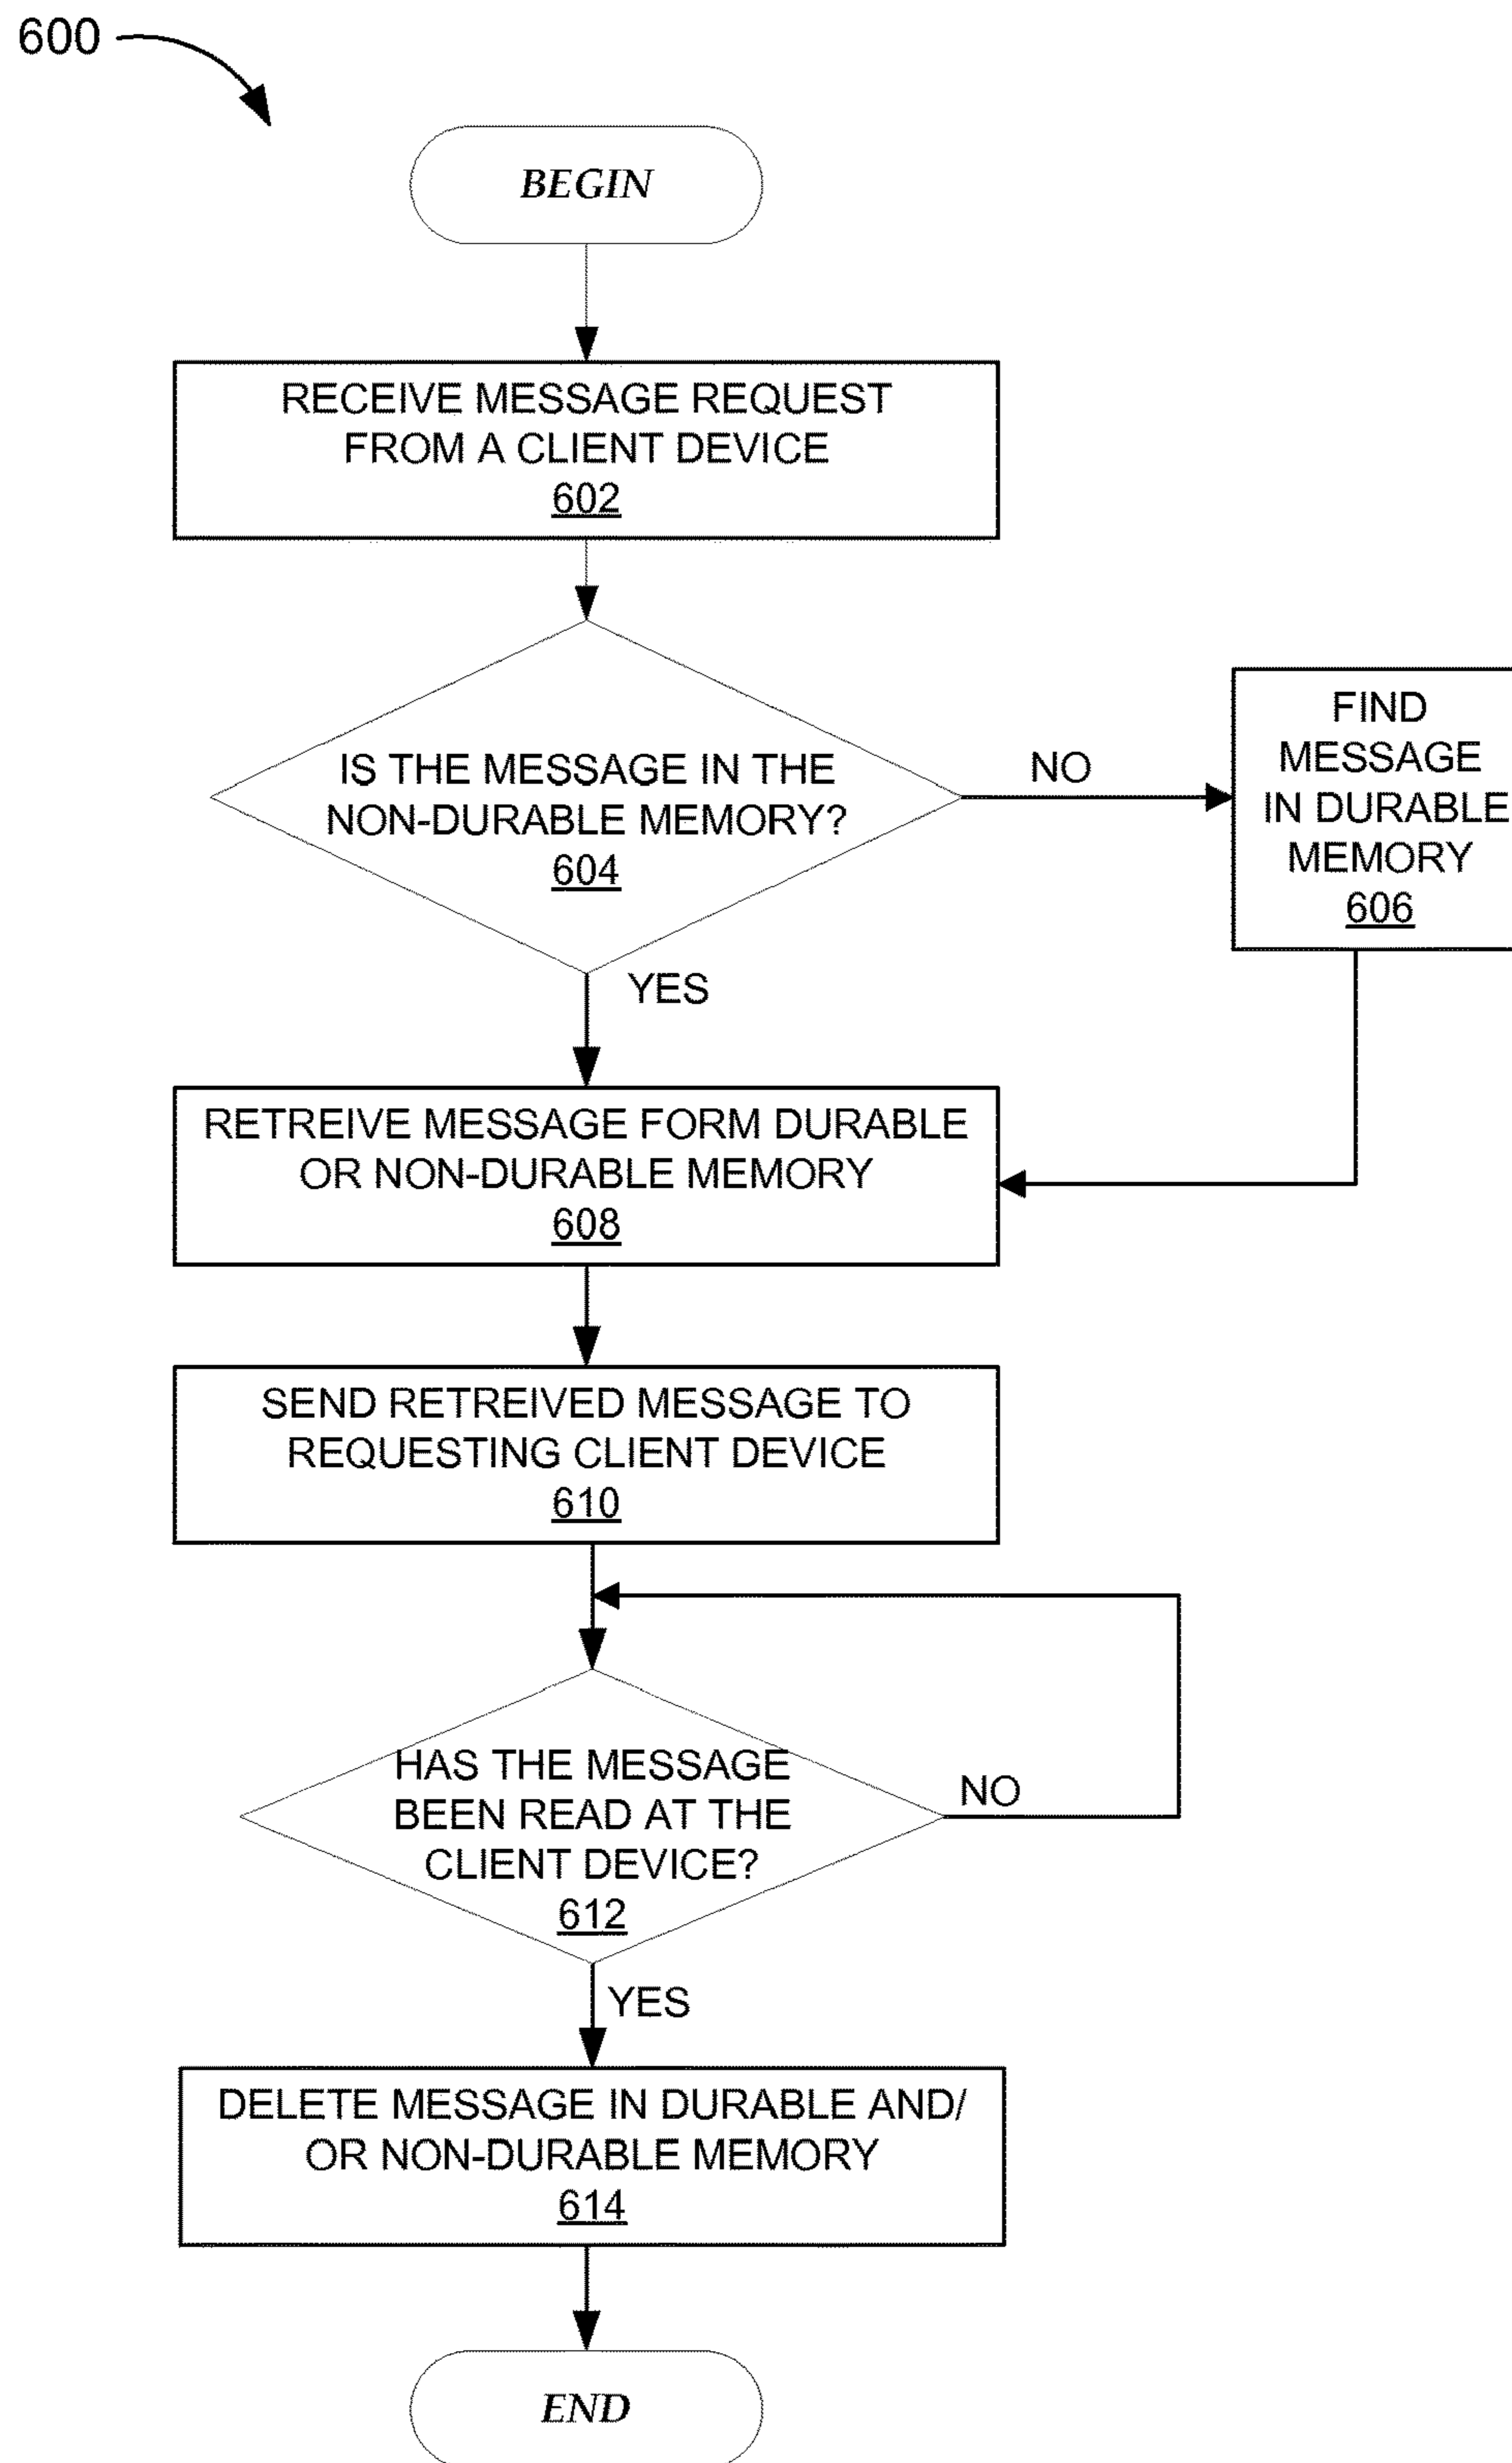 600
BEGIN
RECEIVE MESSAGE REQUEST
FROM A CLIENT DEVICE
602
IS THE MESSAGE IN THE
NON-DURABLE MEMORY?
604
NO
FIND
MESSAGE
IN DURABLE
MEMORY
606
YES
RETREIVE MESSAGE FORM DURABLE
OR NON-DURABLE MEMORY
608
SEND RETREIVED MESSAGE TO
REQUESTING CLIENT DEVICE
610
HAS THE MESSAGE
BEEN READ AT THE
CLIENT DEVICE?
612
NO
YES
DELETE MESSAGE IN DURABLE AND/
OR NON-DURABLE MEMORY
614
END